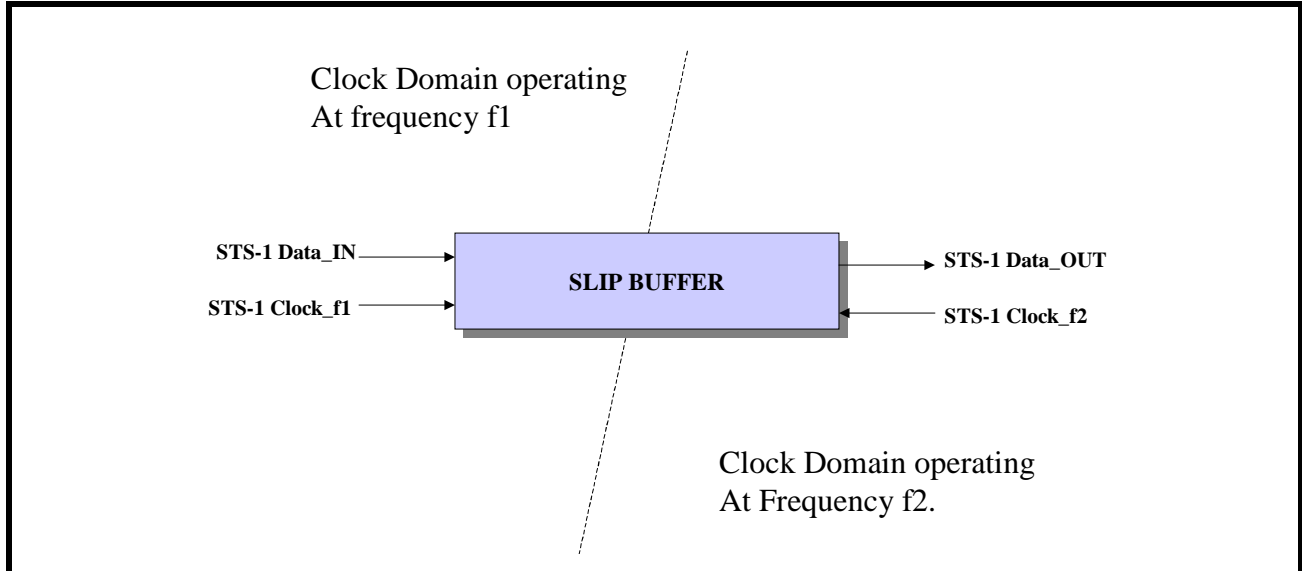 Clock Domain operating
At frequency f1
STS-1 Data_IN
STS-1 Clock_f1
SLIP BUFFER
STS-1 Data_OUT
STS-1 Clock_f2
Clock Domain operating
At Frequency f2.